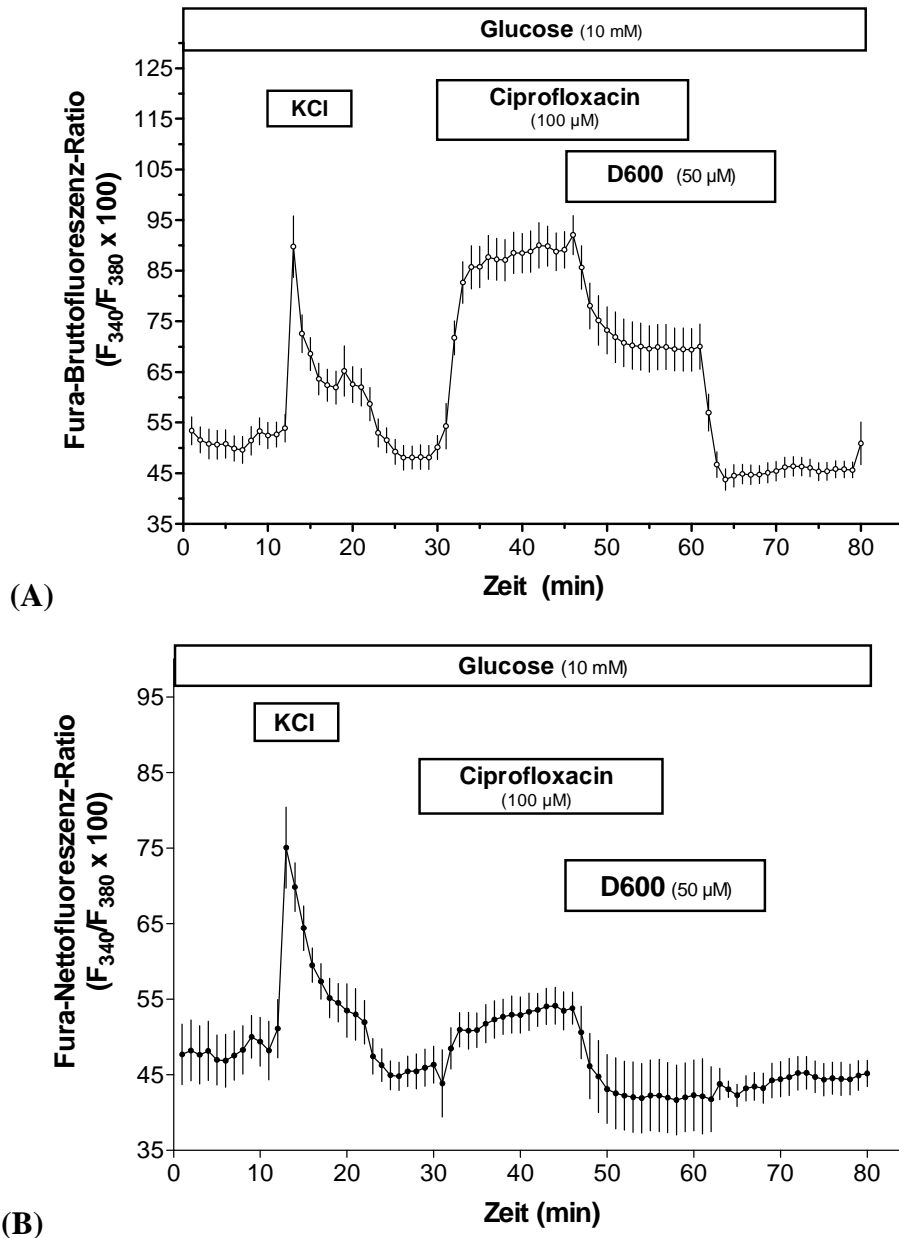 Glucose (10 mM)
KCl
Ciprofloxacin
(100 µM)
D600 (50 µM)
125
115
105
95
85
75
65
55
45
35
0 10 20 30 40 50 60 70 80
Zeit (min)
Fura-Bruttofluoreszenz-Ratio
(F340/F380 x 100)
(A)
Glucose (10 mM)
KCl
Ciprofloxacin
(100 µM)
D600 (50 µM)
95
85
75
65
55
45
35
0 10 20 30 40 50 60 70 80
Zeit (min)
Fura-Nettofluoreszenz-Ratio
(F340/F380 x 100)
(B)